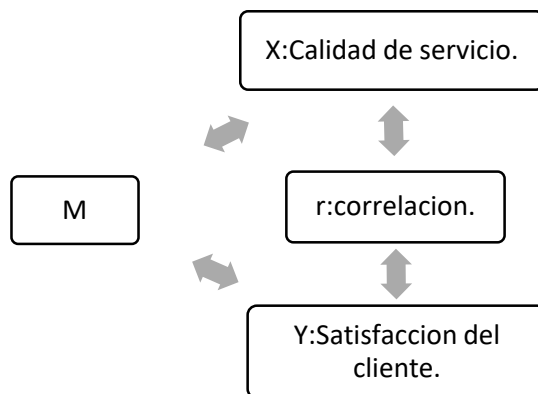 X:Calidad de servicio.
M
r:correlacion.
Y:Satisfaccion del
cliente.